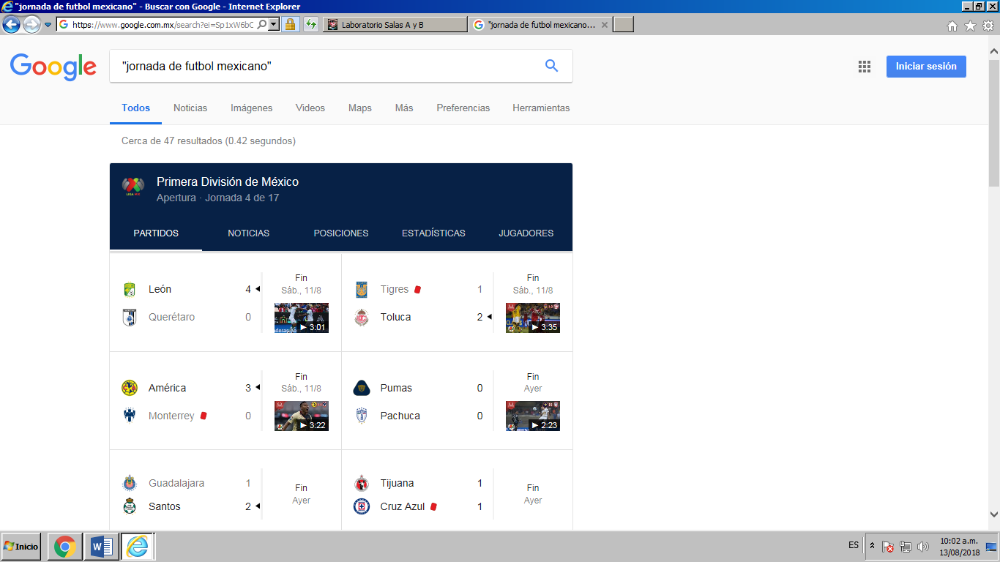 "jornada de futbol mexicano" - Buscar con Google - Internet Explorer
https://www.google.com.mx/search?ei=Sp1xW6bC
Laboratorio Salas A y B
"jornada de futbol mexicano...
Google
"jornada de futbol mexicano"
Iniciar sesión
Todos Noticias Imágenes Videos Maps Más Preferencias Herramientas
Cerca de 47 resultados (0.42 segundos)
Primera División de México
Apertura · Jornada 4 de 17
PARTIDOS NOTICIAS POSICIONES ESTADÍSTICAS JUGADORES
León 4
Querétaro 0
Fin
Sáb., 11/8
3:01
Tigres 1
Toluca 2
Fin
Sáb., 11/8
3:35
América 3
Monterrey 0
Fin
Sáb., 11/8
3:22
Pumas 0
Pachuca 0
Fin
Ayer
2:23
Guadalajara 1
Santos 2
Fin
Ayer
Tijuana 1
Cruz Azul 1
Fin
Ayer
Inicio
ES
10:02 a.m.
13/08/2018